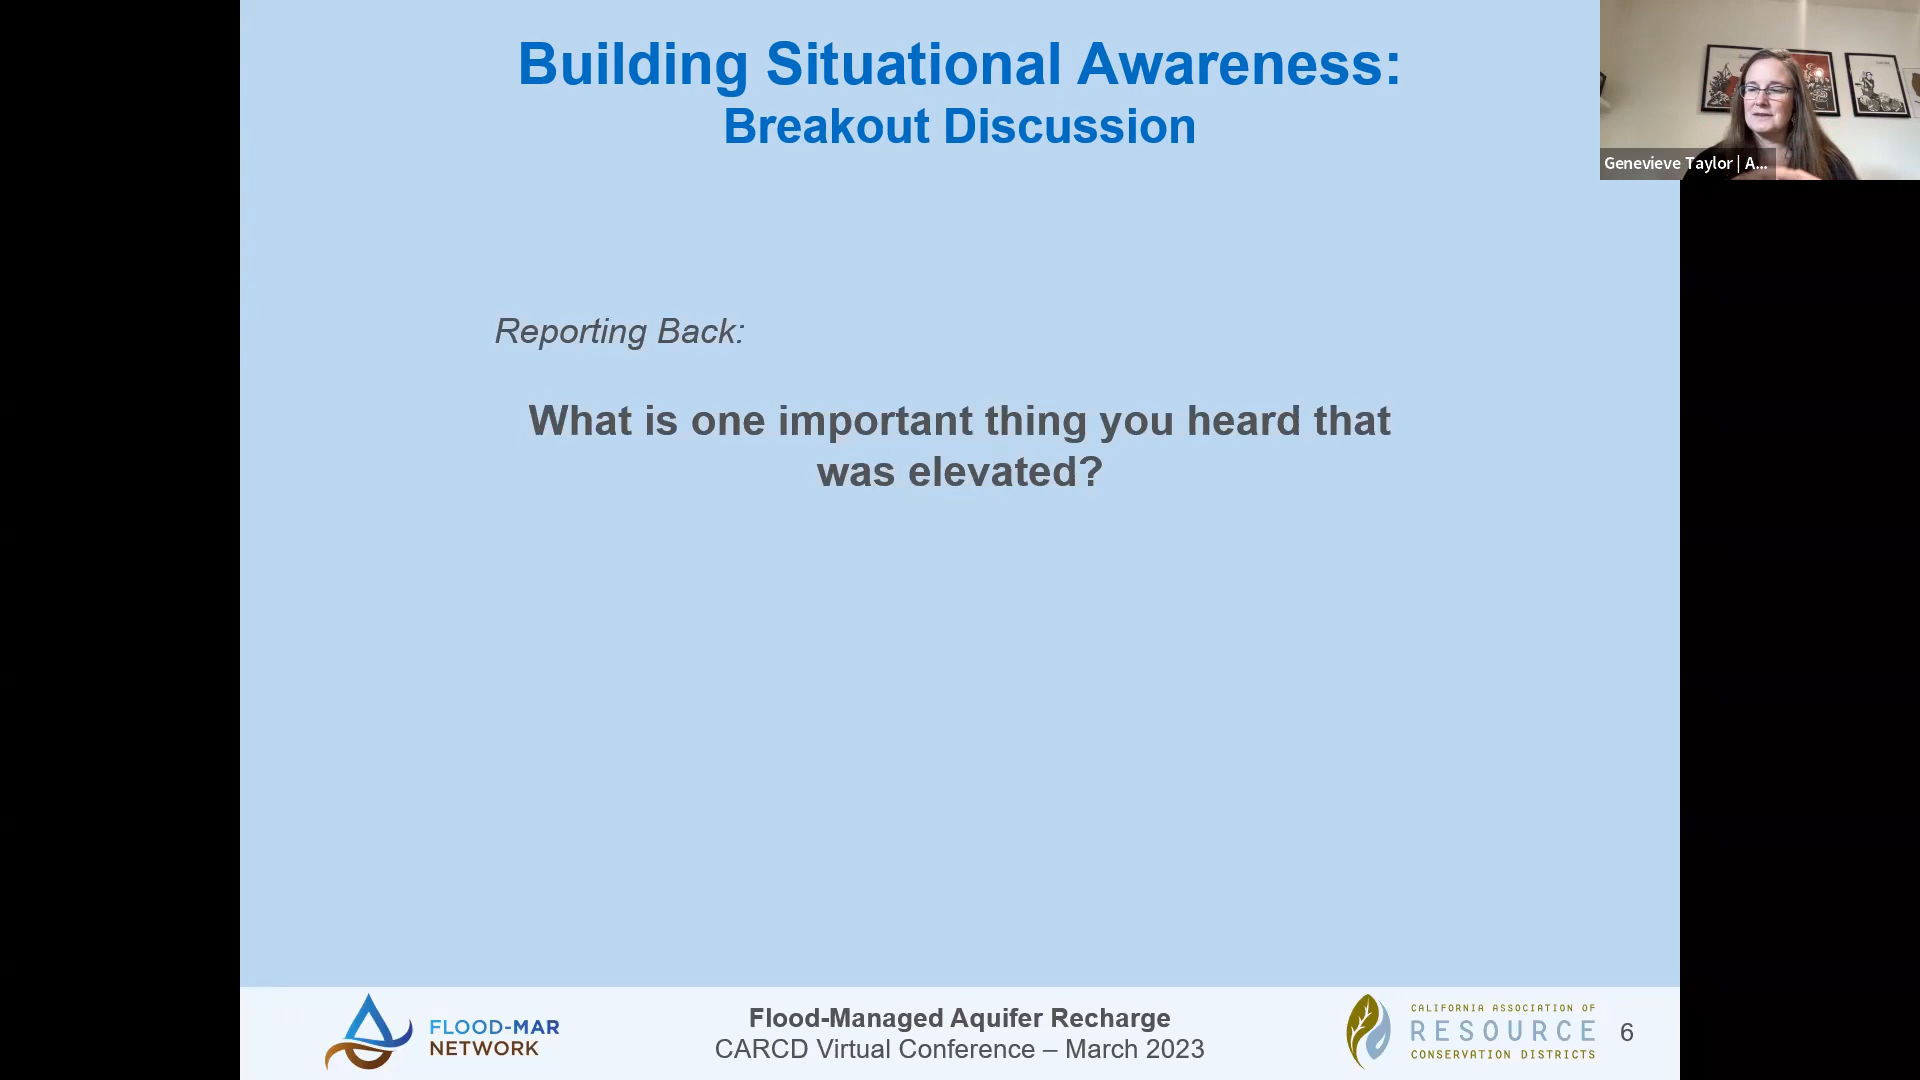 Building Situational Awareness:
Breakout Discussion
Genevieve Taylor | A...
Reporting Back:
What is one important thing you heard that
was elevated?
FLOOD-MAR
NETWORK
Flood-Managed Aquifer Recharge
CARCD Virtual Conference – March 2023
CALIFORNIA ASSOCIATION OF
RESOURCE
CONSERVATION DISTRICTS
6